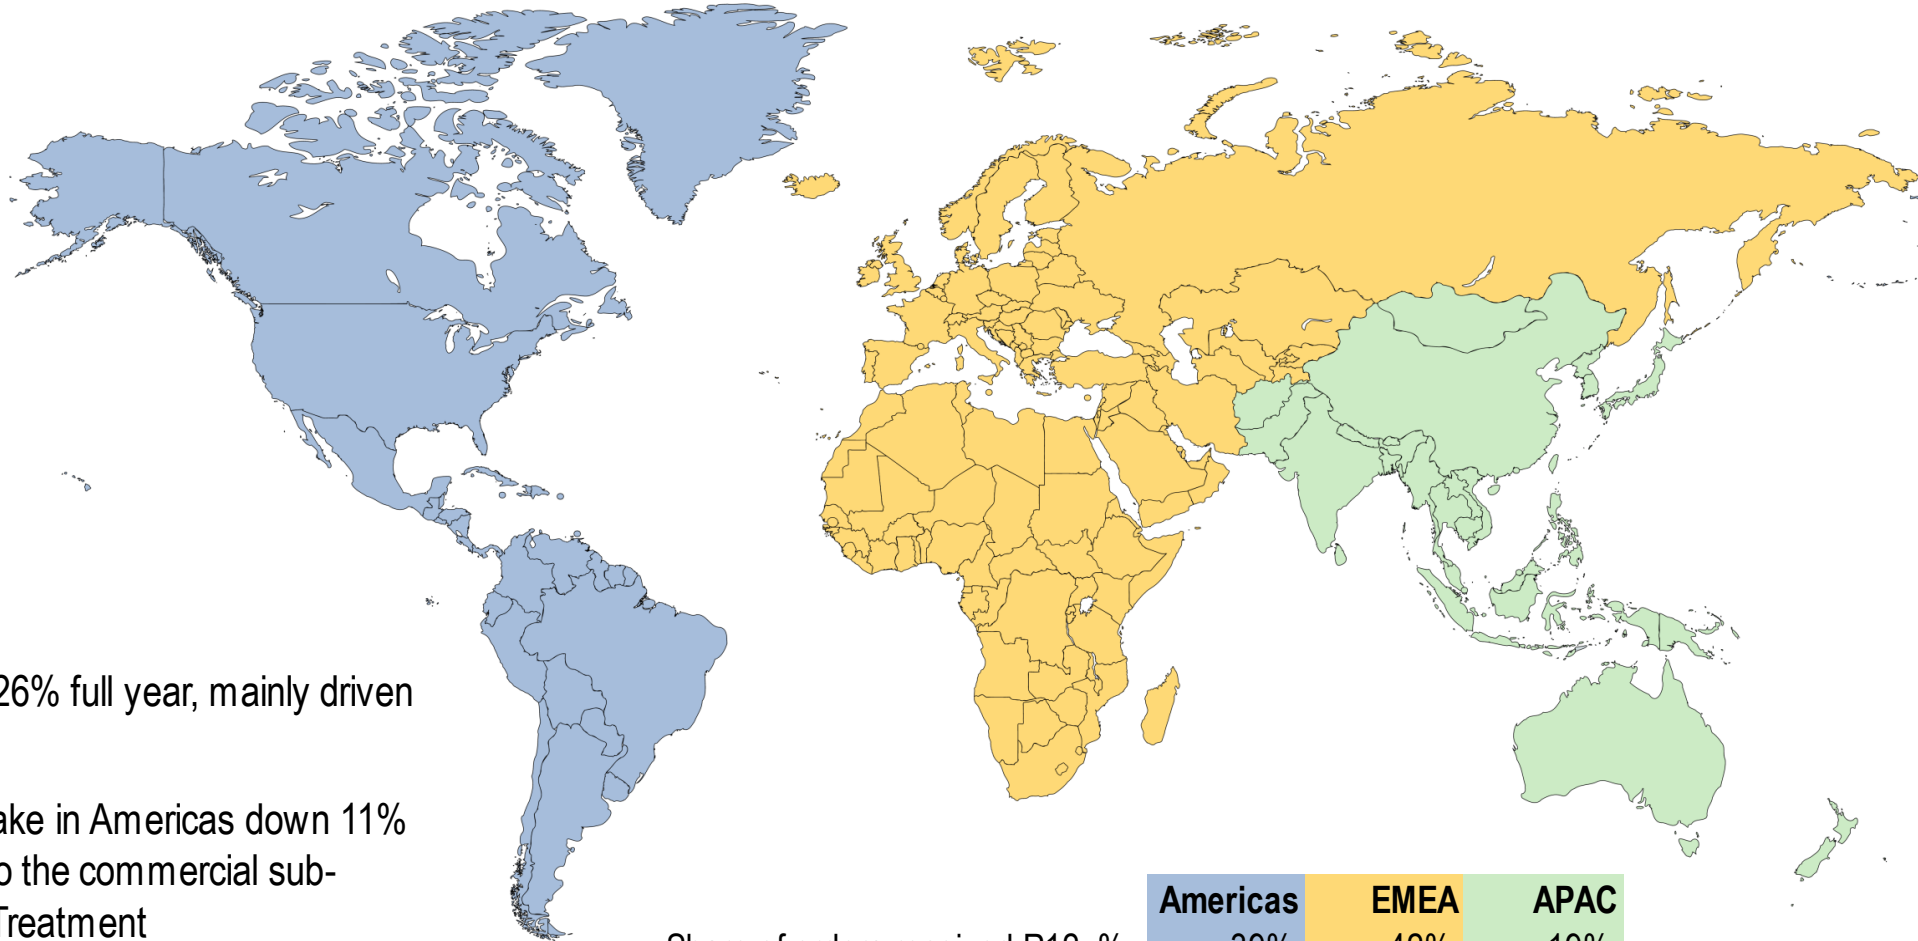 26% full year, mainly driven
ake in Americas down 11%
o the commercial sub-
Treatment
Americas EMEA APAC